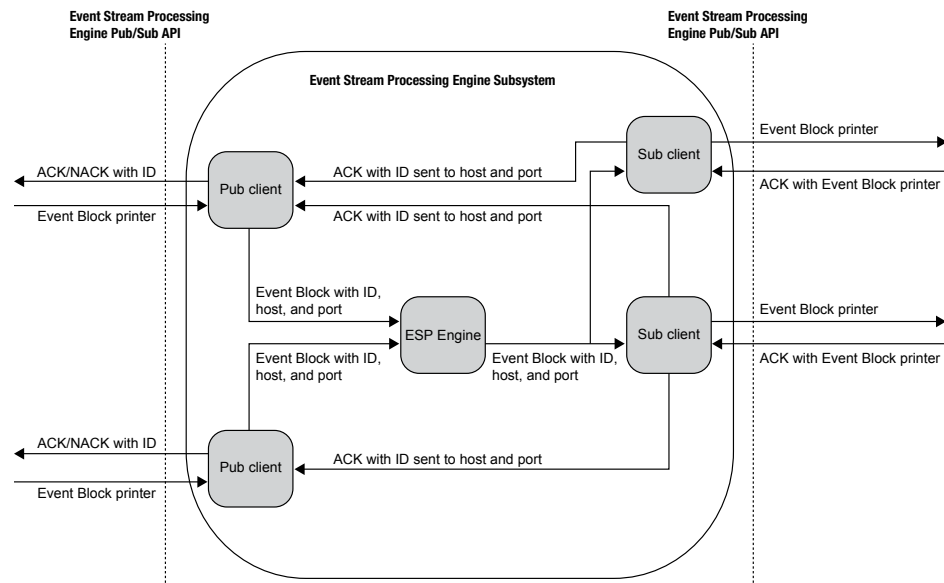 Event Stream Processing
Engine Pub/Sub API
Event Stream Processing
Engine Pub/Sub API
Event Stream Processing Engine Subsystem
Event Block printer
Sub client
ACK/NACK with ID
ACK with ID sent to host and port
Pub client
ACK with Event Block printer
Event Block printer
ACK with ID sent to host and port
Event Block with ID,
host, and port
Event Block printer
ESP Engine
Sub client
Event Block with ID,
host, and port
Event Block with ID,
host, and port
ACK with Event Block printer
ACK/NACK with ID
Pub client
ACK with ID sent to host and port
Event Block printer